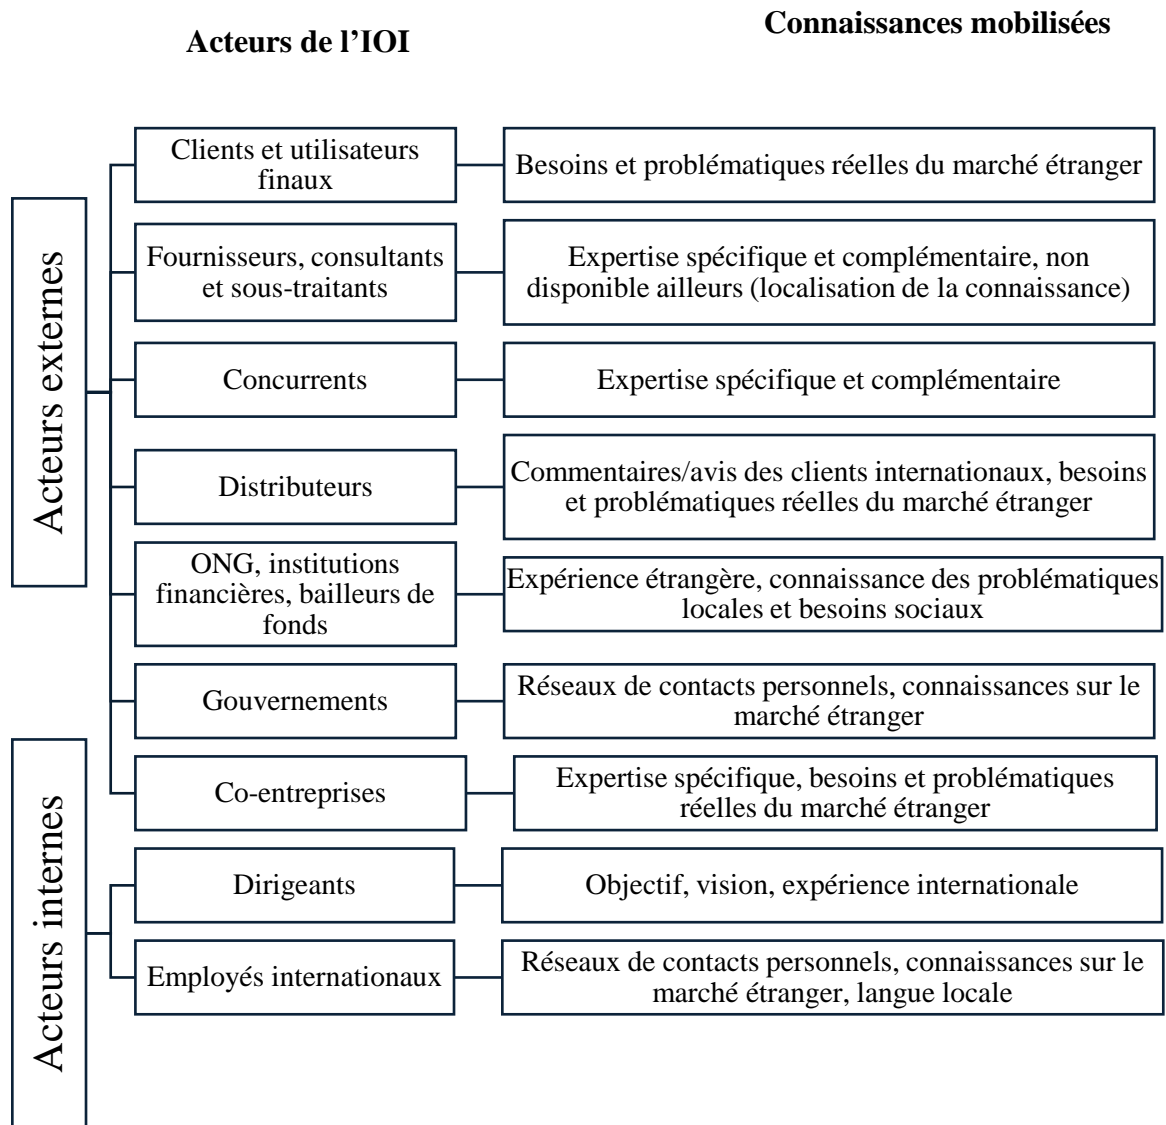 Acteurs de l’IOI
Connaissances mobilisées
Acteurs externes
Clients et utilisateurs
finaux
Besoins et problématiques réelles du marché étranger
Fournisseurs, consultants
et sous-traitants
Expertise spécifique et complémentaire, non
disponible ailleurs (localisation de la connaissance)
Concurrents
Expertise spécifique et complémentaire
Distributeurs
Commentaires/avis des clients internationaux, besoins
et problématiques réelles du marché étranger
ONG, institutions
financières, bailleurs de
fonds
Expérience étrangère, connaissance des problématiques
locales et besoins sociaux
Gouvernements
Réseaux de contacts personnels, connaissances sur le
marché étranger
Co-entreprises
Expertise spécifique, besoins et problématiques
réelles du marché étranger
Acteurs internes
Dirigeants
Objectif, vision, expérience internationale
Employés internationaux
Réseaux de contacts personnels, connaissances sur le
marché étranger, langue locale